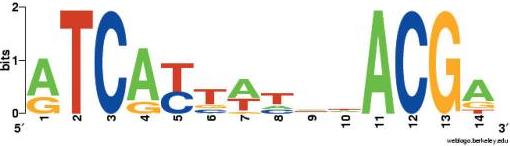 2
bits
1
0
A T C A T T A T A C G A
G G C C G T A C G T
5′ 1 2 3 4 5 6 7 8 9 10 11 12 13 14 3′
weblogo.berkeley.edu